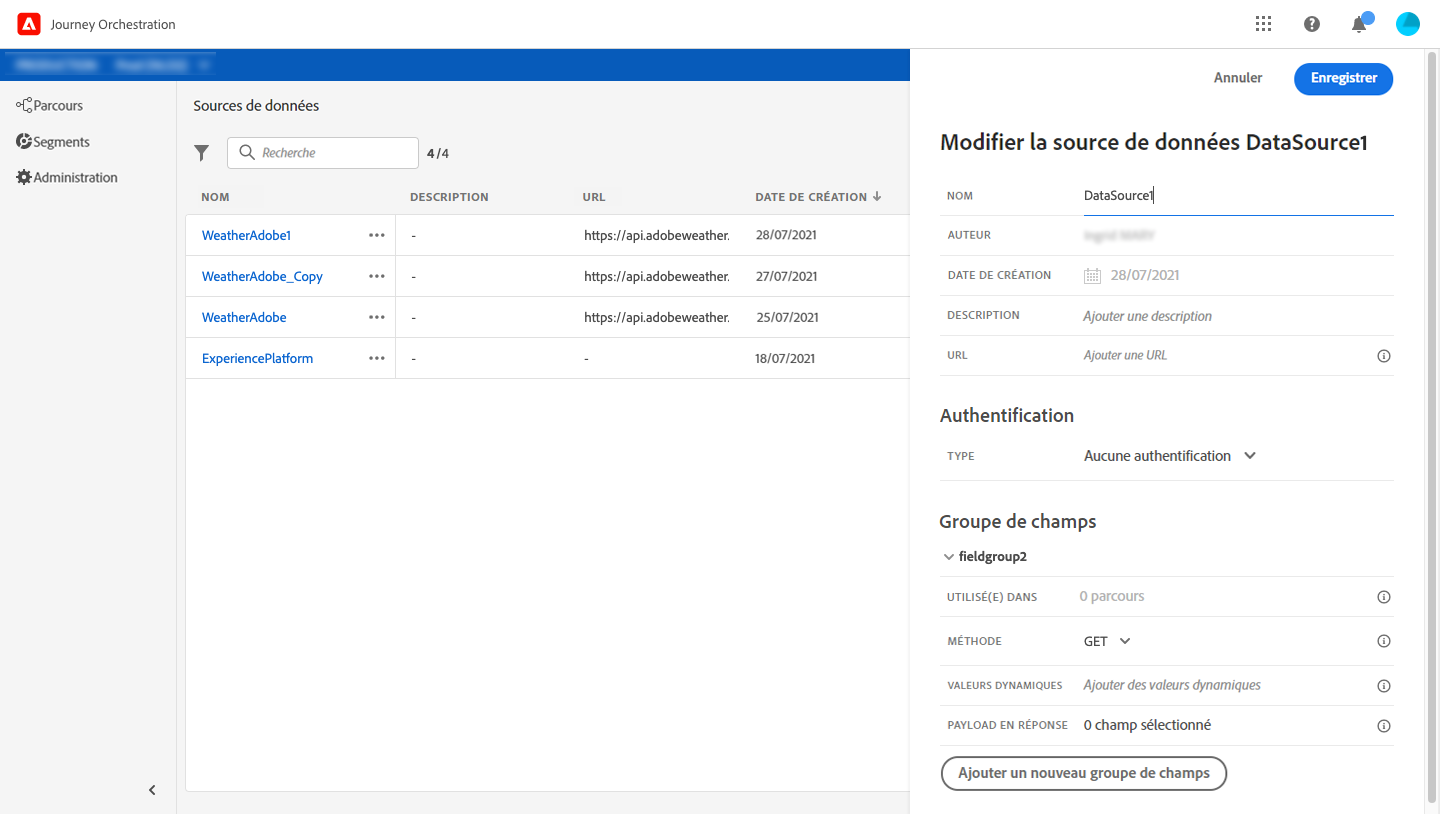 Journey Orchestration
Parcours
Segments
Administration
Sources de données
Recherche
4/4
NOM DESCRIPTION URL DATE DE CRÉATION
WeatherAdobe1 - https://api.adobeweather. 28/07/2021
WeatherAdobe_Copy - https://api.adobeweather. 27/07/2021
WeatherAdobe - https://api.adobeweather. 25/07/2021
ExperiencePlatform - - 18/07/2021
Annuler
Enregistrer
Modifier la source de données DataSource1
NOM DataSource1
AUTEUR
DATE DE CRÉATION 28/07/2021
DESCRIPTION Ajouter une description
URL Ajouter une URL
Authentification
TYPE Aucune authentification
Groupe de champs
fieldgroup2
UTILISÉ(E) DANS 0 parcours
MÉTHODE GET
VALEURS DYNAMIQUES Ajouter des valeurs dynamiques
PAYLOAD EN RÉPONSE 0 champ sélectionné
Ajouter un nouveau groupe de champs